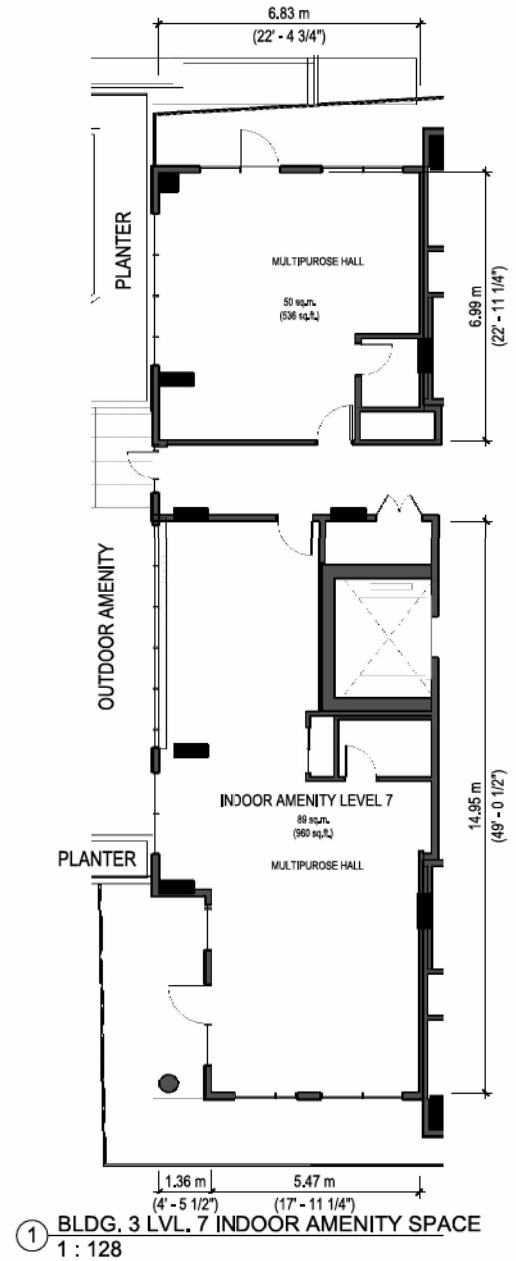 6.83 m
(22' - 4 3/4")
PLANTER
MULTIPUROSE HALL
50 sq.m.
(536 sq.ft.)
6.99 m
(22' - 11 1/4")
OUTDOOR AMENITY
INDOOR AMENITY LEVEL 7
89 sq.m.
(960 sq.ft.)
MULTIPUROSE HALL
14.95 m
(49' - 0 1/2")
PLANTER
1.36 m
(4' - 5 1/2")
5.47 m
(17' - 11 1/4")
1
BLDG. 3 LVL. 7 INDOOR AMENITY SPACE
1 : 128